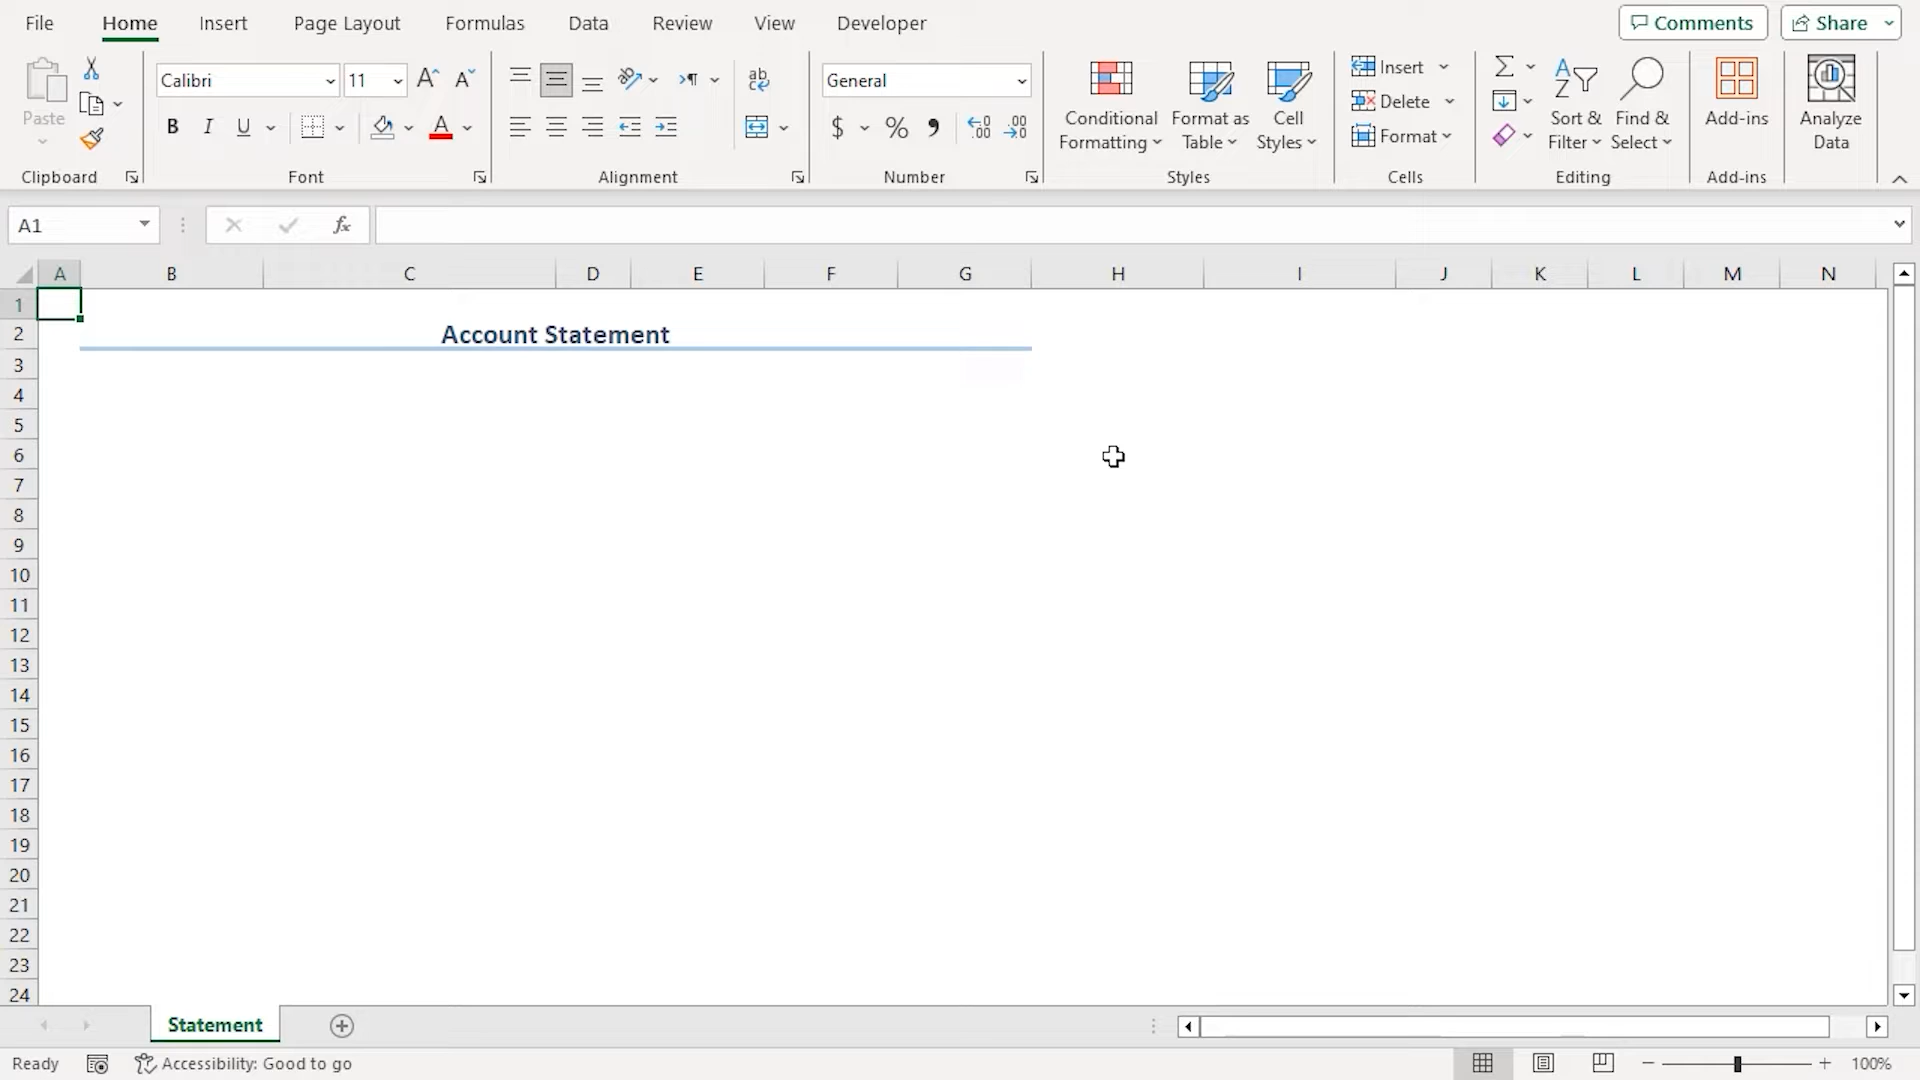 File Home Insert Page Layout Formulas Data Review View Developer Comments Share
Paste
Clipboard
Calibri 11
B I U A
Font
ab
Alignment
General
$ % 9 .00
Number
Conditional Formatting
Format as Table
Cell Styles
Styles
Insert
Delete
Format
Cells
Sort & Filter
Find & Select
Editing
Add-ins
Add-ins
Analyze Data
A1 fx
A B C D E F G H I J K L M N
1
2 Account Statement
3
4
5
6
7
8
9
10
11
12
13
14
15
16
17
18
19
20
21
22
23
24
Statement
Ready Accessibility: Good to go 100%